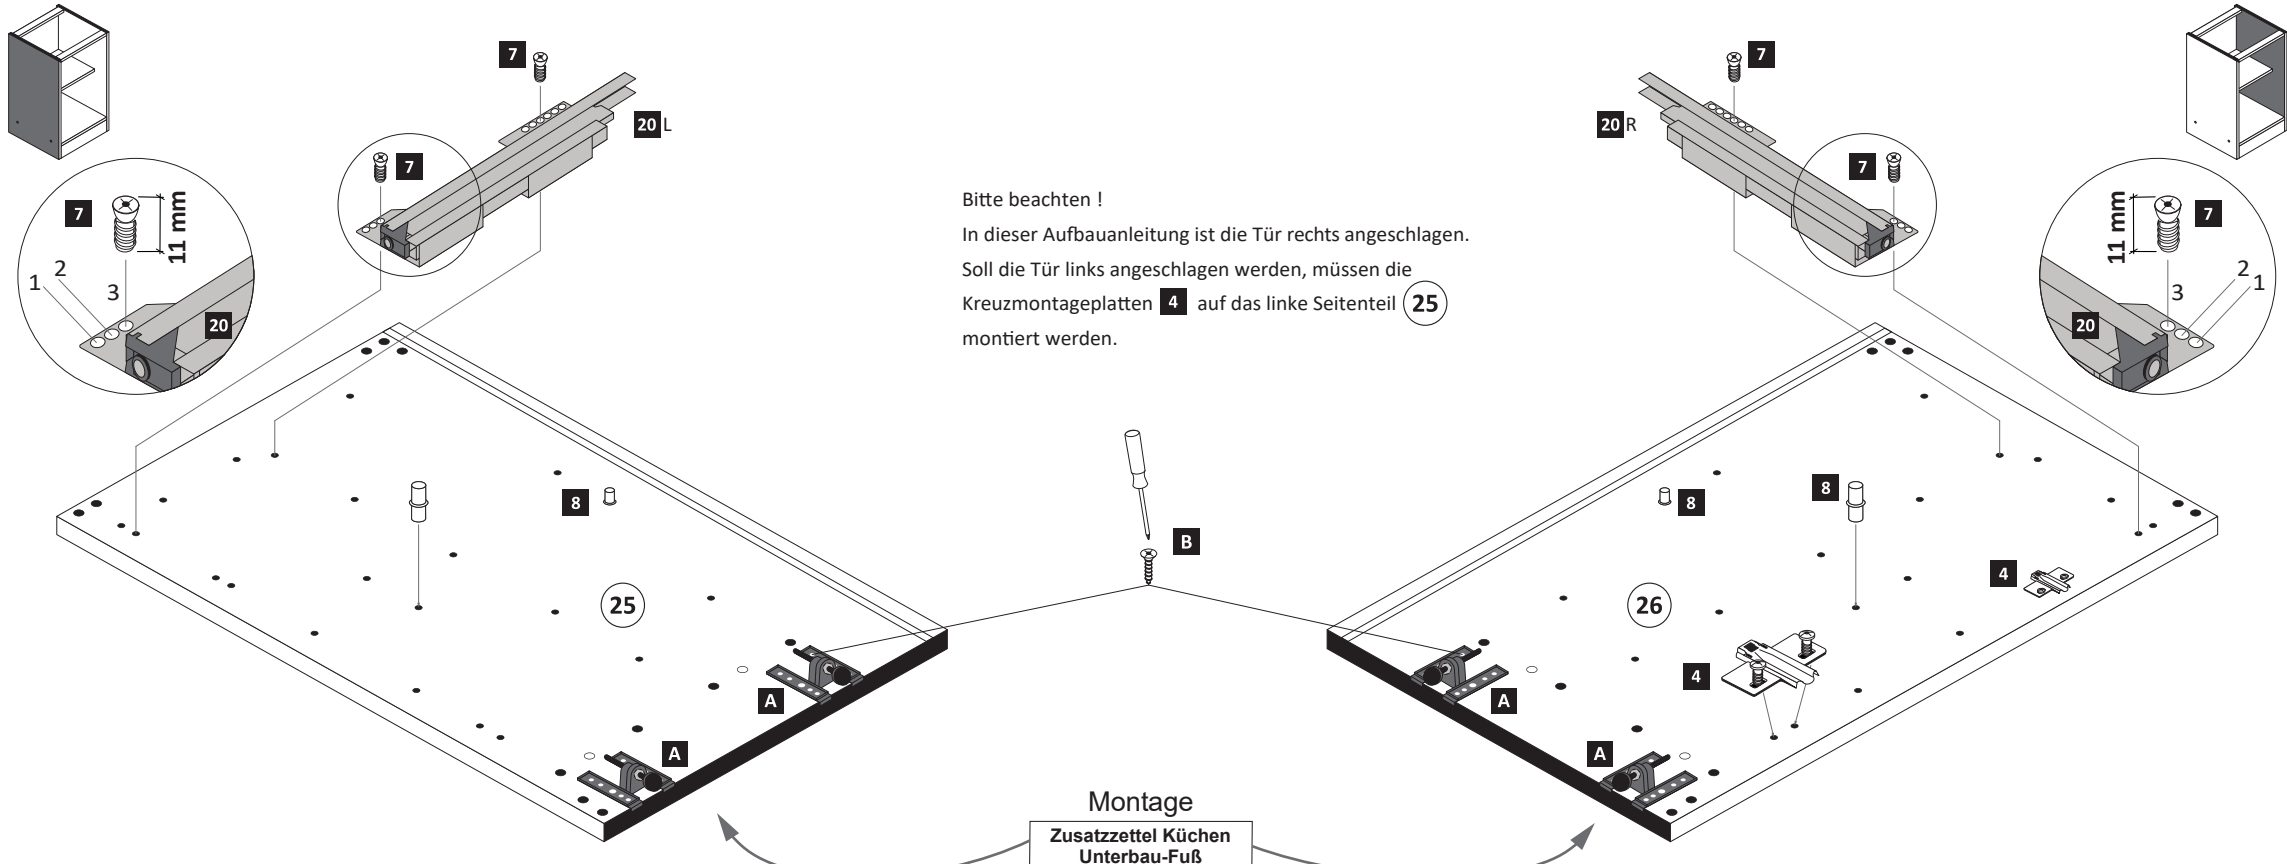 7
7
20 L
20 R
7
7
7
11 mm
1
2
3
20
Bitte beachten !
In dieser Aufbauanleitung ist die Tür rechts angeschlagen.
Soll die Tür links angeschlagen werden, müssen die
Kreuzmontageplatten 4 auf das linke Seitenteil 25
montiert werden.
11 mm
7
2
1
3
20
8
25
A
A
B
8
8
4
26
4
A
A
Montage
Zusatzzettel Küchen
Unterbau-Fuß